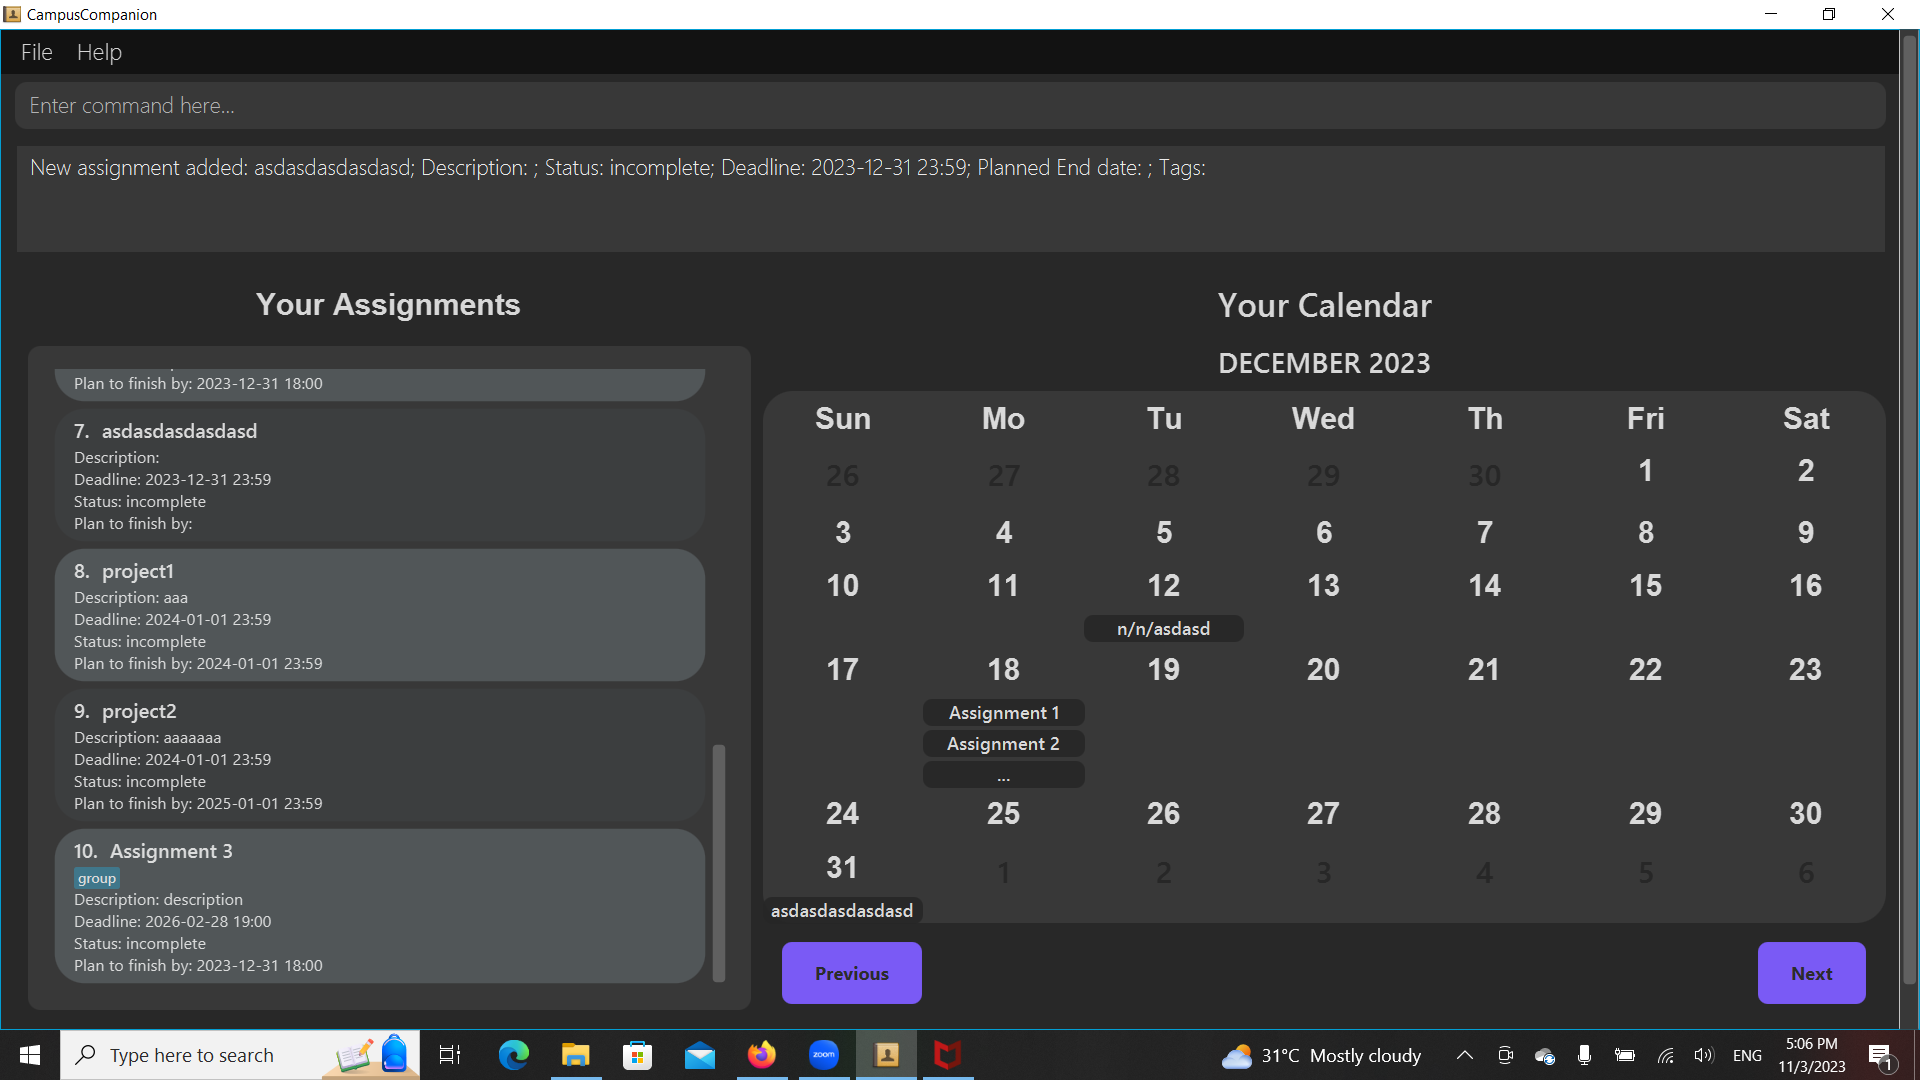 CampusCompanion
File Help
Enter command here...
New assignment added: asdasdasdasdasd; Description: ; Status: incomplete; Deadline: 2023-12-31 23:59; Planned End date: ; Tags:
Your Assignments
Plan to finish by: 2023-12-31 18:00
7. asdasdasdasdasd
Description:
Deadline: 2023-12-31 23:59
Status: incomplete
Plan to finish by:
8. project1
Description: aaa
Deadline: 2024-01-01 23:59
Status: incomplete
Plan to finish by: 2024-01-01 23:59
9. project2
Description: aaaaaaa
Deadline: 2024-01-01 23:59
Status: incomplete
Plan to finish by: 2025-01-01 23:59
10. Assignment 3
group
Description: description
Deadline: 2026-02-28 19:00
Status: incomplete
Plan to finish by: 2023-12-31 18:00
Your Calendar
DECEMBER 2023
Sun Mo Tu Wed Th Fri Sat
26 27 28 29 30 1 2
3 4 5 6 7 8 9
10 11 12 13 14 15 16
n/n/asdasd
17 18 19 20 21 22 23
Assignment 1
Assignment 2
...
24 25 26 27 28 29 30
31 1 2 3 4 5 6
asdasdasdasdasd
Previous Next
Type here to search
zoom
31°C Mostly cloudy
ENG
5:06 PM
11/3/2023
1